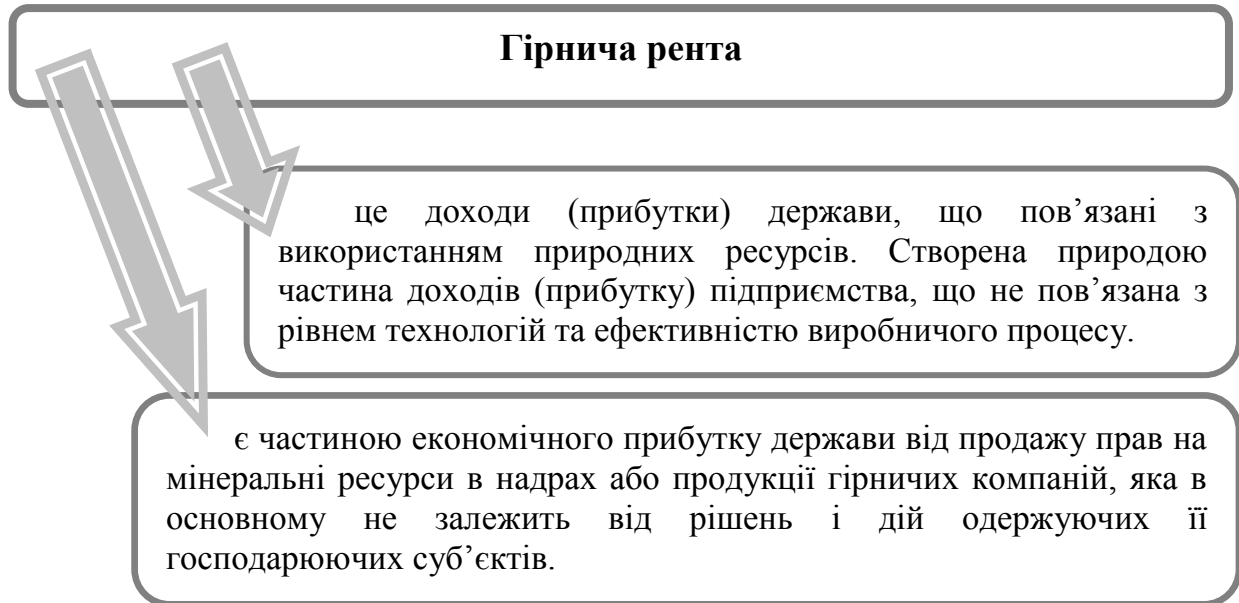 Гірнича рента
це доходи (прибутки) держави, що пов’язані з
використанням природних ресурсів. Створена природою
частина доходів (прибутку) підприємства, що не пов’язана з
рівнем технологій та ефективністю виробничого процесу.
є частиною економічного прибутку держави від продажу прав на
мінеральні ресурси в надрах або продукції гірничих компаній, яка в
основному не залежить від рішень і дій одержуючих її
господарюючих суб’єктів.